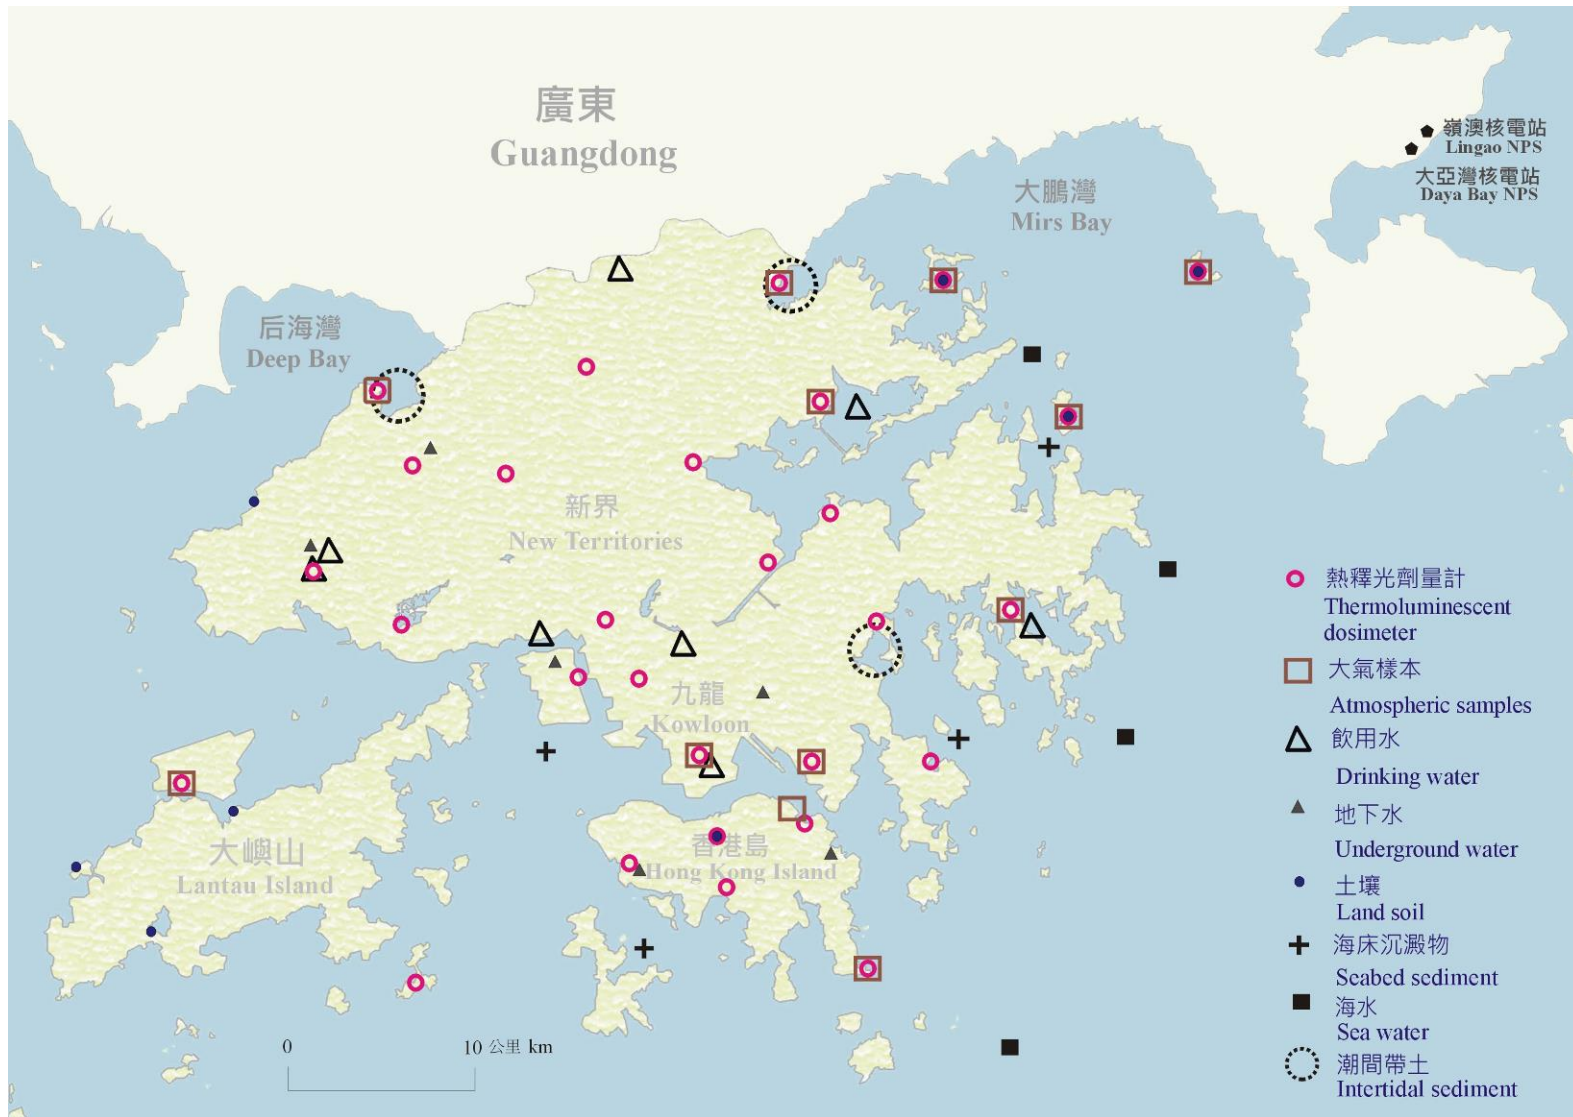 廣東
Guangdong
嶺澳核電站
Lingao NPS
大亞灣核電站
Daya Bay NPS
大鵬灣
Mirs Bay
后海灣
Deep Bay
新界
New Territories
九龍
Kowloon
香港島
Hong Kong Island
大嶼山
Lantau Island
0
10 公里 km
熱釋光劑量計
Thermoluminescent
dosimeter
大氣樣本
Atmospheric samples
飲用水
Drinking water
地下水
Underground water
土壤
Land soil
海床沉澱物
Seabed sediment
海水
Sea water
潮間帶土
Intertidal sediment